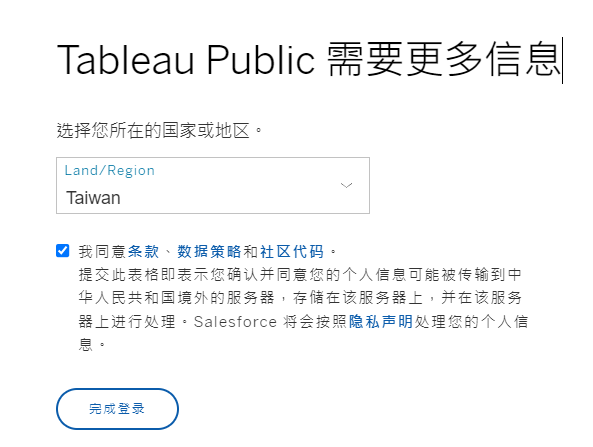 Tableau Public 需要更多信息
选择您所在的国家或地区。
Land/Region
Taiwan
我同意条款、数据策略和社区代码。
提交此表格即表示您确认并同意您的个人信息可能被传输到中
华人民共和国境外的服务器，存储在该服务器上，并在该服务
器上进行处理。Salesforce 将会按照隐私声明处理您的个人信
息。
完成登录